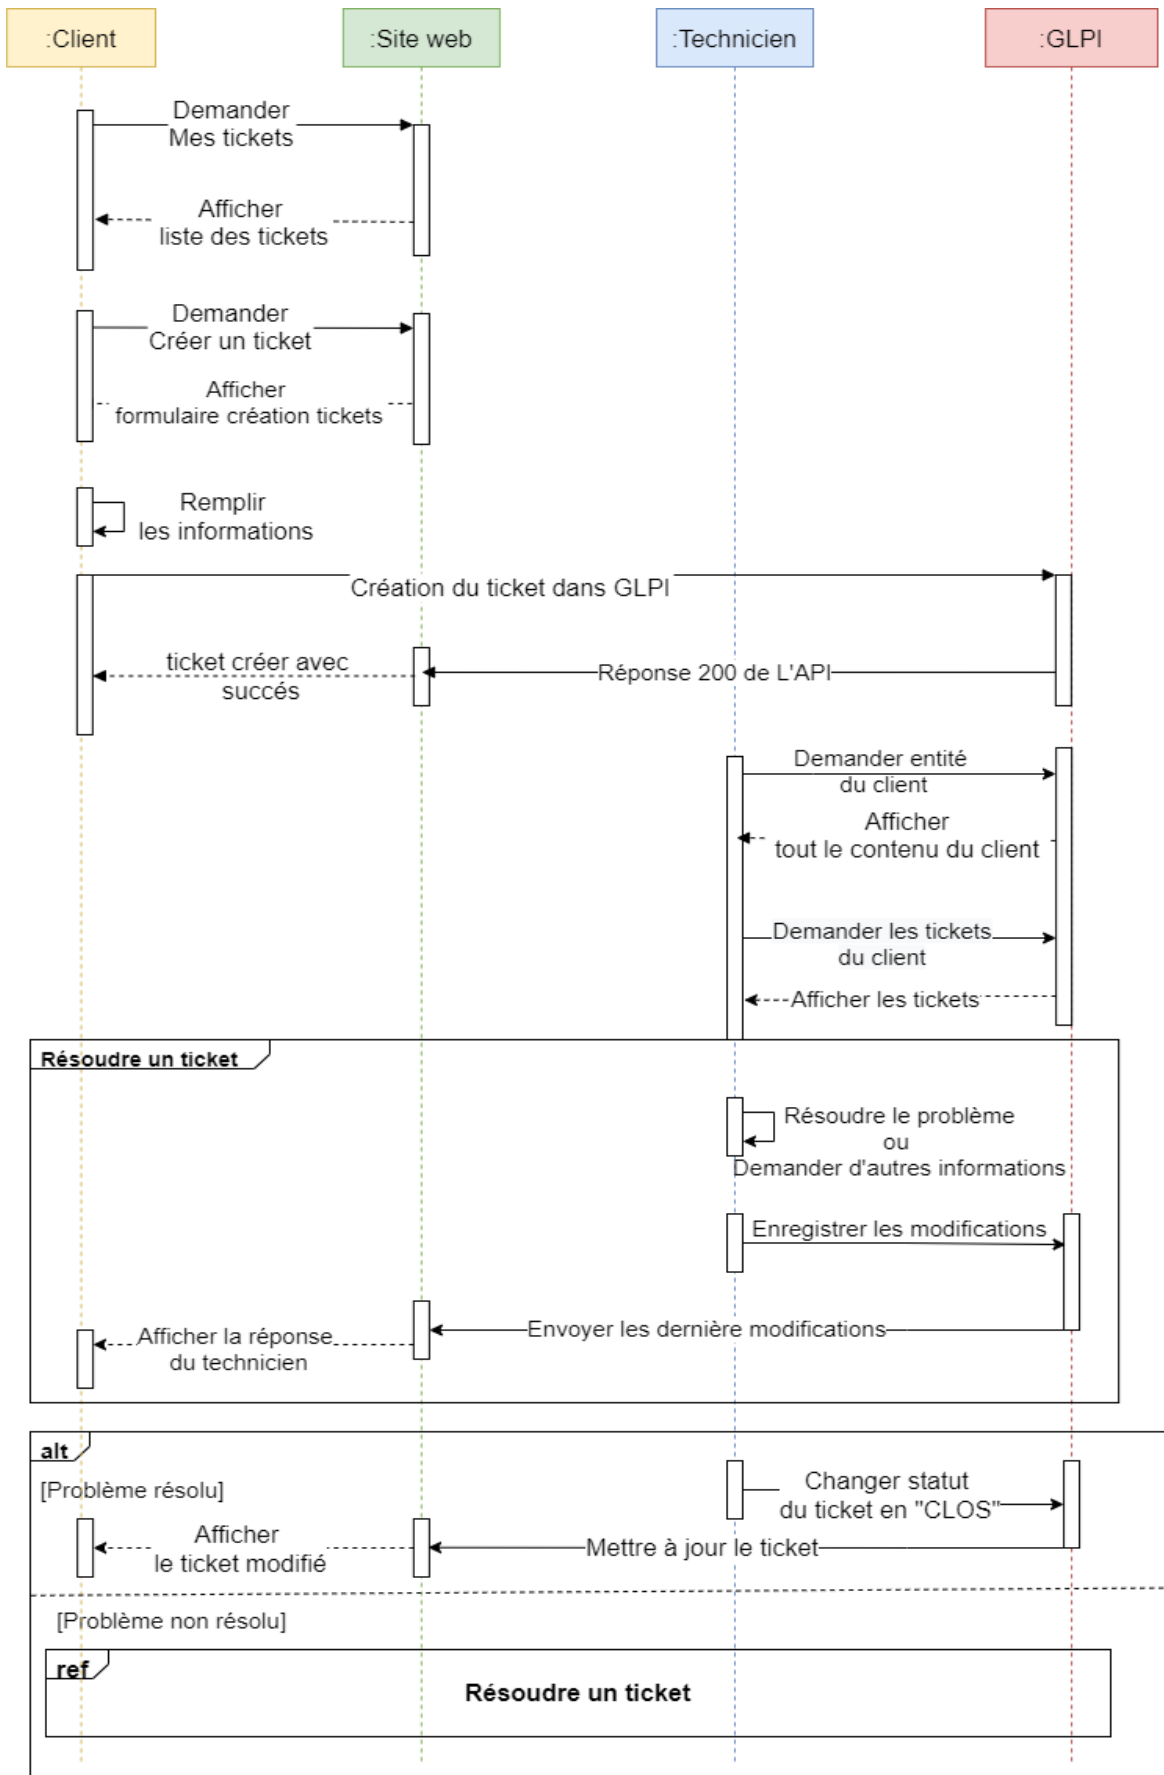 :Client
:Site web
:Technicien
:GLPI
Demander
Mes tickets
Afficher
liste des tickets
Demander
Créer un ticket
Afficher
formulaire création tickets
Remplir
les informations
Création du ticket dans GLPI
ticket créer avec
succés
Réponse 200 de L'API
Demander entité
du client
Afficher
tout le contenu du client
Demander les tickets
du client
Afficher les tickets
Résoudre un ticket
Résoudre le problème
ou
Demander d'autres informations
Enregistrer les modifications
Envoyer les dernière modifications
Afficher la réponse
du technicien
alt
[Problème résolu]
Changer statut
du ticket en "CLOS"
Afficher
le ticket modifié
Mettre à jour le ticket
[Problème non résolu]
ref
Résoudre un ticket